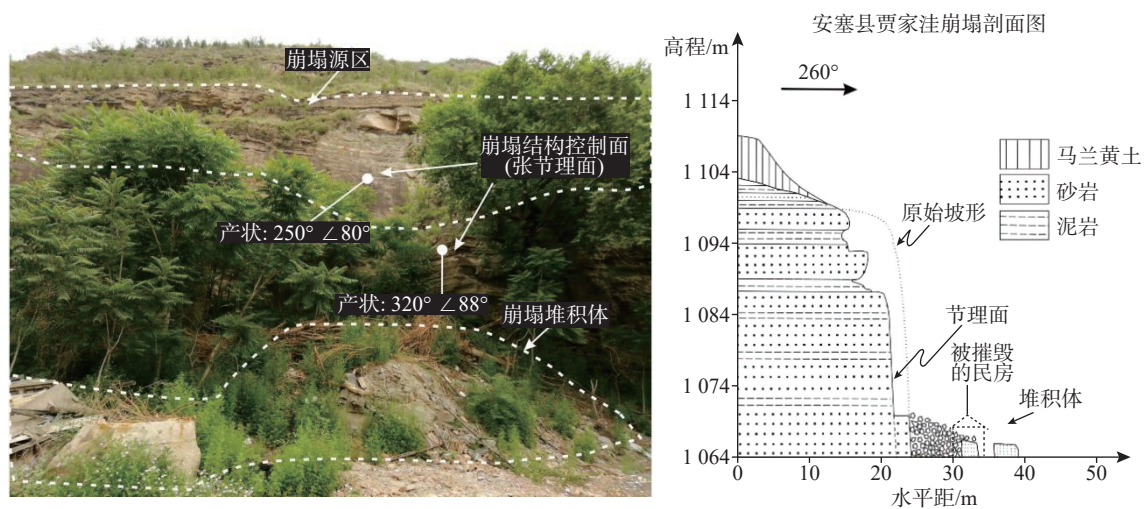 崩塌源区
崩塌结构控制面
(张节理面)
产状: 250° ∠80°
产状: 320° ∠88°
崩塌堆积体
安塞县贾家洼崩塌剖面图
高程/m
260°
1 114
1 104
1 094
1 084
1 074
1 064
马兰黄土
砂岩
泥岩
原始坡形
节理面
被摧毁
的民房
堆积体
0
10
20
30
40
50
水平距/m